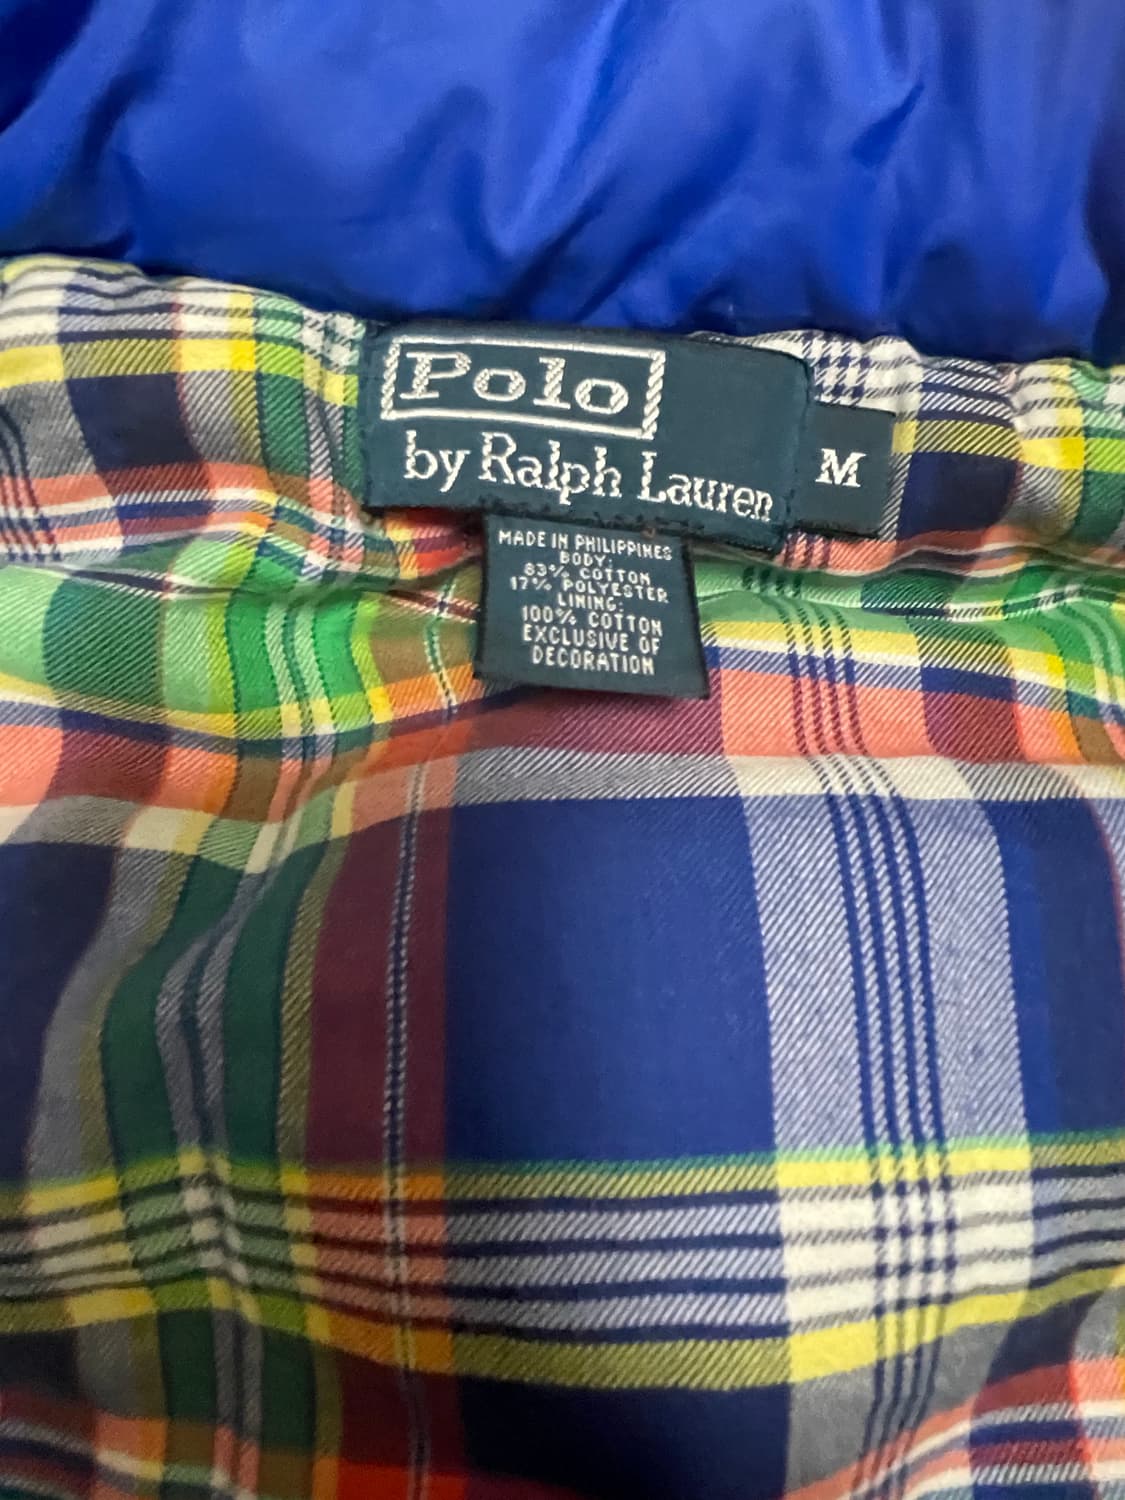 Polo
by Ralph Lauren
M
MADE IN PHILIPPINES
BODY:
83% COTTON
17% POLYESTER
LINING:
100% COTTON
EXCLUSIVE OF
DECORATION